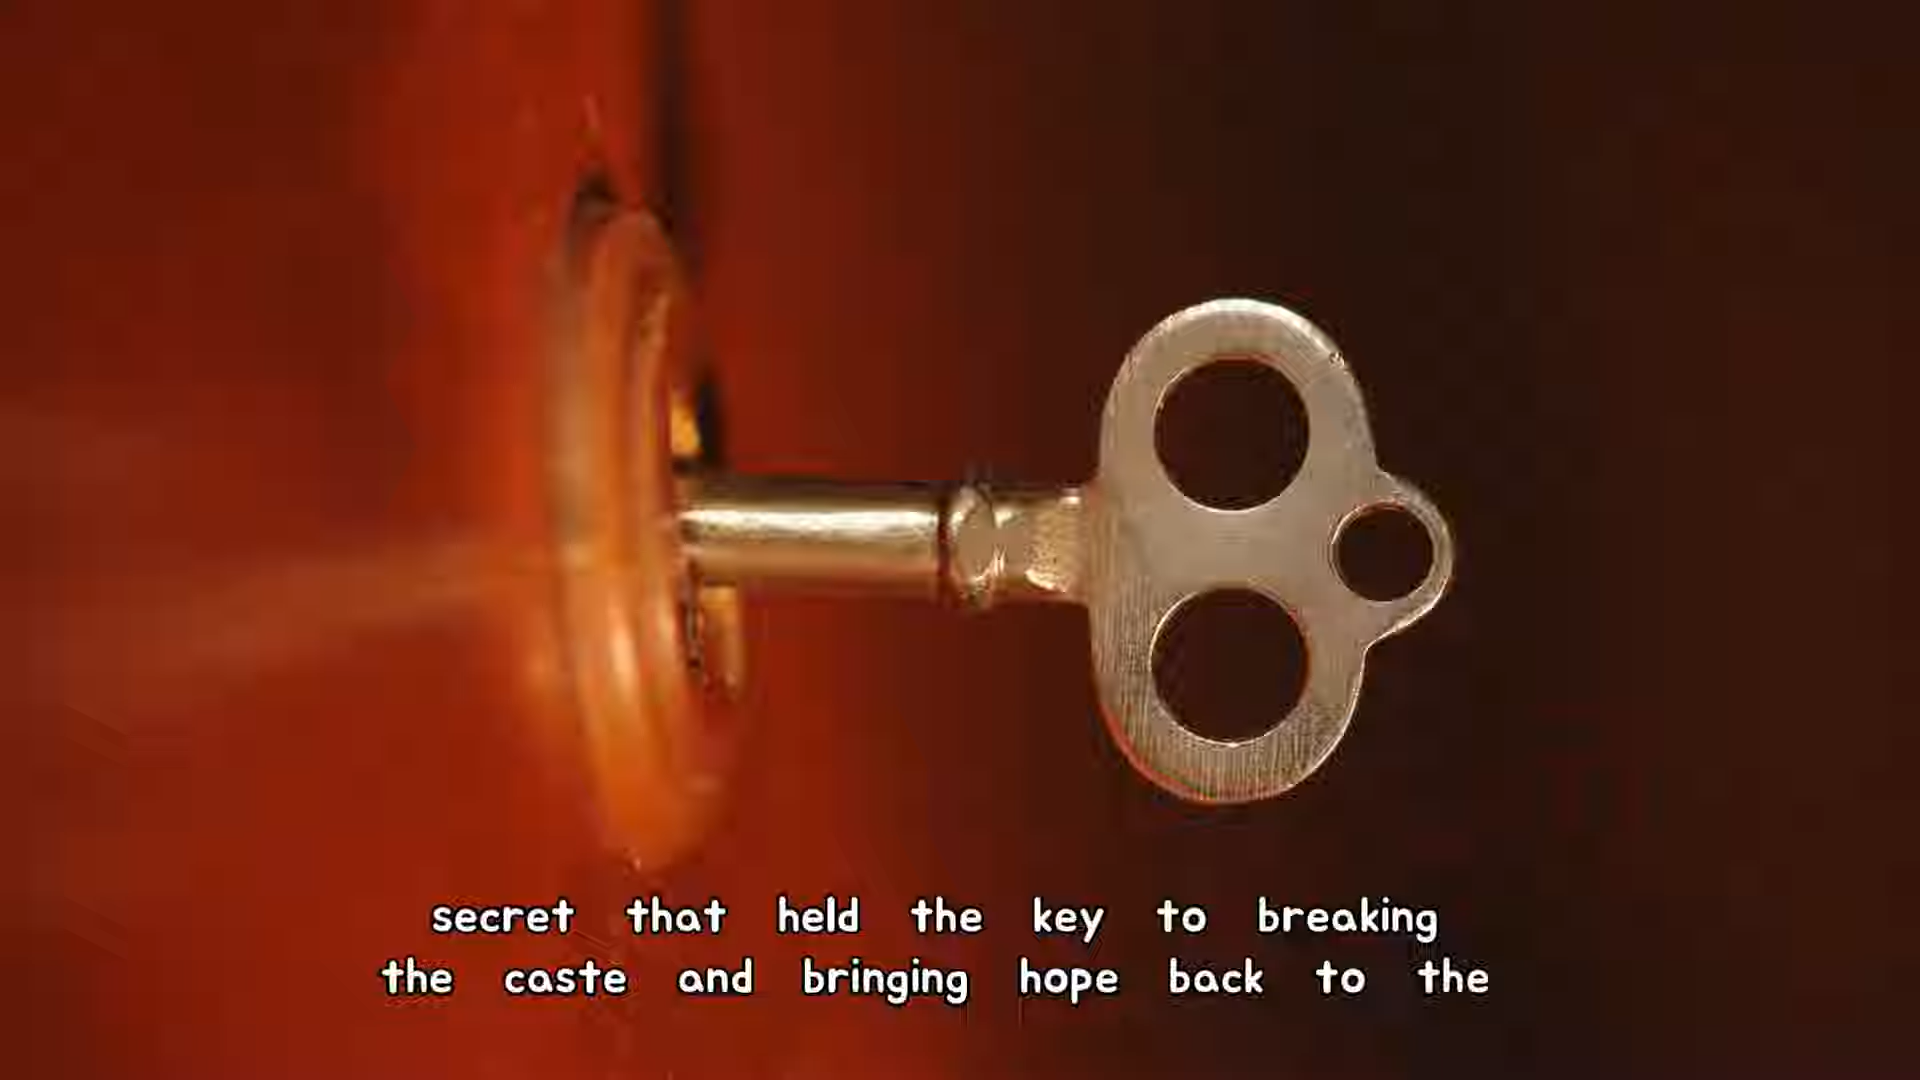 secret that held the key to breaking
the caste and bringing hope back to the